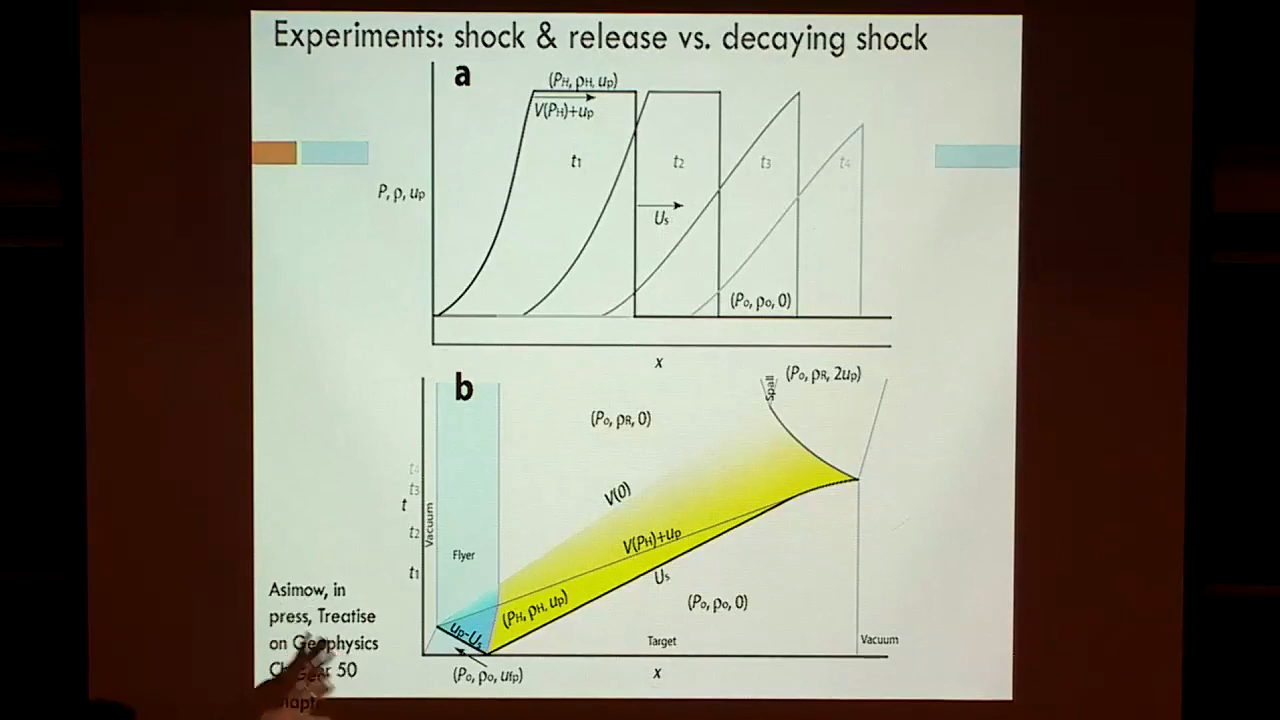 Experiments: shock & release vs. decaying shock
a
(PH, ρH, up)
V(PH)+up
t1
t2
t3
t4
P, ρ, up
Us
(Po, ρo, 0)
x
b
Spall
(Po, ρR, 2up)
(Po, ρR, 0)
t4
t3
t
t2
t1
Vacuum
Flyer
V(0)
V(PH)+up
Us
(PH, ρH, up)
up-Us
(Po, ρo, 0)
Target
Vacuum
(Po, ρo, ufp)
x
Asimow, in
press, Treatise
on Geophysics
50